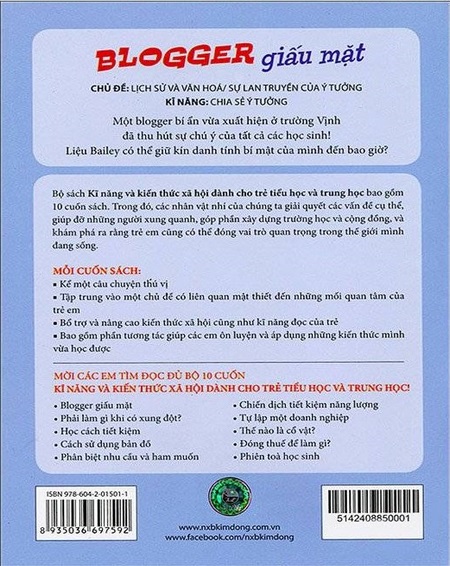 BLOGGER giấu mặt
CHỦ ĐỀ: LỊCH SỬ VÀ VĂN HOÁ/ SỰ LAN TRUYỀN CỦA Ý TƯỞNG
KĨ NĂNG: CHIA SẺ Ý TƯỞNG
Một blogger bí ẩn vừa xuất hiện ở trường Vịnh
đã thu hút sự chú ý của tất cả các học sinh!
Liệu Bailey có thể giữ kín danh tính bí mật của mình đến bao giờ?
Bộ sách Kĩ năng và kiến thức xã hội dành cho trẻ tiểu học và trung học bao gồm
10 cuốn sách. Trong đó, các nhân vật nhí của chúng ta giải quyết các vấn đề cụ thể,
giúp đỡ những người xung quanh, góp phần xây dựng trường học và cộng đồng, và
khám phá ra rằng trẻ em cũng có thể đóng vai trò quan trọng trong thế giới mình
đang sống.
MỖI CUỐN SÁCH:
▪ Kể một câu chuyện thú vị
▪ Tập trung vào một chủ đề có liên quan mật thiết đến những mối quan tâm của
trẻ em
▪ Bổ trợ và nâng cao kiến thức xã hội cũng như kĩ năng đọc của trẻ
▪ Bao gồm phần tương tác giúp các em ôn luyện và áp dụng những kiến thức mình
vừa học được
MỜI CÁC EM TÌM ĐỌC ĐỦ BỘ 10 CUỐN
KĨ NĂNG VÀ KIẾN THỨC XÃ HỘI DÀNH CHO TRẺ TIỂU HỌC VÀ TRUNG HỌC!
• Blogger giấu mặt
• Phải làm gì khi có xung đột?
• Học cách tiết kiệm
• Cách sử dụng bản đồ
• Phân biệt nhu cầu và ham muốn
• Chiến dịch tiết kiệm năng lượng
• Tự lập một doanh nghiệp
• Thế nào là cổ vật?
• Đóng thuế để làm gì?
• Phiên toà học sinh
ISBN 978-604-2-01501-1
8 935036 697592
www.nxbkimdong.com.vn
www.facebook.com/nxbkimdong
5142408850001